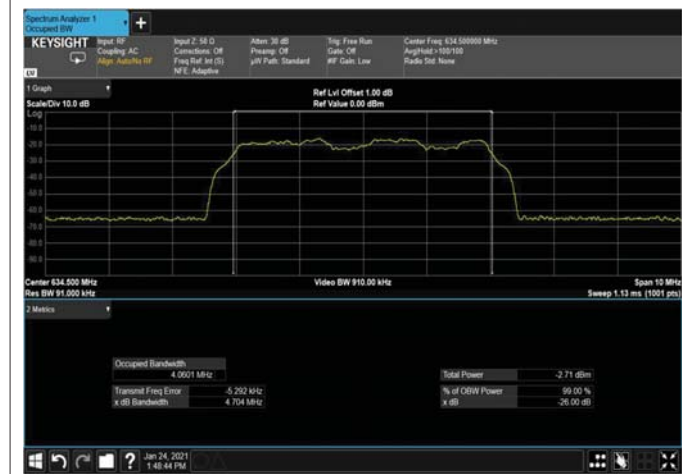 Spectrum Analyzer 1
Occupied BW
+
KEYSIGHT
Input: RF
Coupling: AC
Align: Auto/No RF
Input Z: 50 Ω
Corrections: Off
Freq Ref: Int (S)
NFE: Adaptive
Atten: 30 dB
Preamp: Off
µW Path: Standard
Trig: Free Run
Gate: Off
#IF Gain: Low
Center Freq: 634.500000 MHz
Avg|Hold:>100/100
Radio Std: None
1 Graph
Scale/Div 10.0 dB
Ref Lvl Offset 1.00 dB
Ref Value 0.00 dBm
Log
-10.0
-20.0
-30.0
-40.0
-50.0
-60.0
-70.0
-80.0
-90.0
Center 634.500 MHz
Video BW 910.00 kHz
Span 10 MHz
Res BW 91.000 kHz
Sweep 1.13 ms (1001 pts)
2 Metrics
Occupied Bandwidth
4.0601 MHz
Total Power -2.71 dBm
Transmit Freq Error -5.292 kHz
% of OBW Power 99.00 %
x dB Bandwidth 4.704 MHz
x dB -26.00 dB
?
Jan 24, 2021
1:48:44 PM